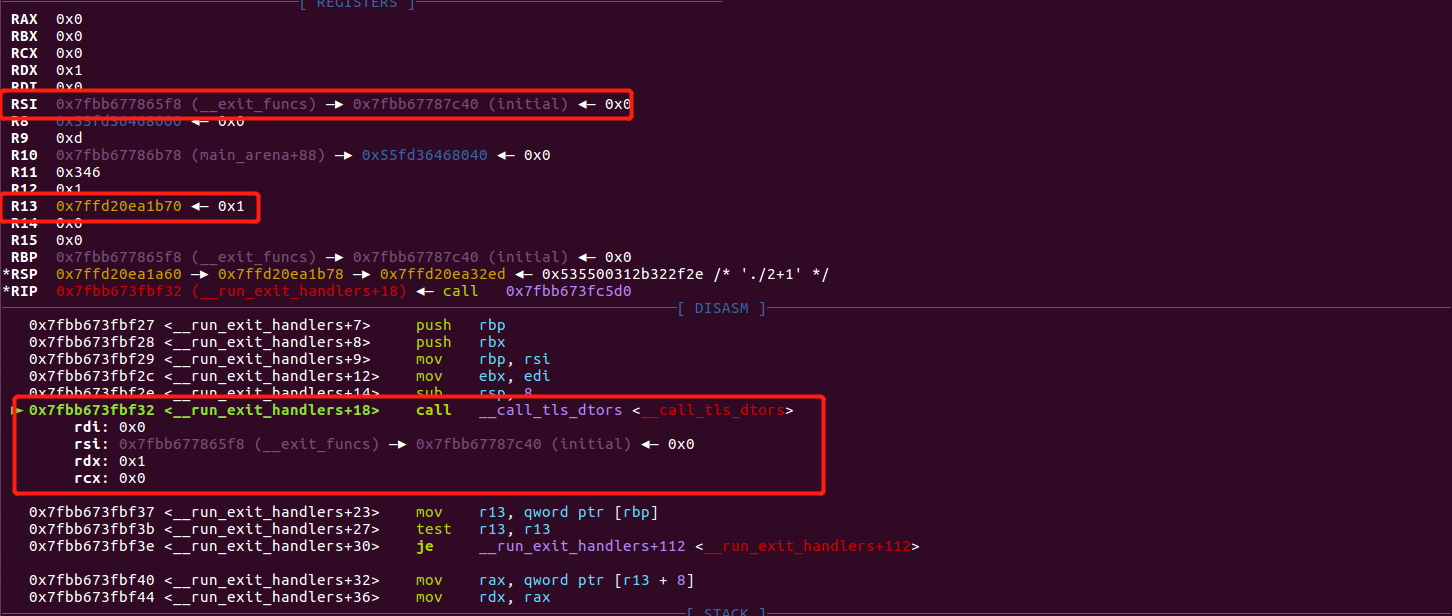 [ REGISTERS ]
RAX 0x0
RBX 0x0
RCX 0x0
RDX 0x1
RDI 0x0
RSI 0x7fbb677865f8 (__exit_funcs) —▸ 0x7fbb67787c40 (initial) ◂— 0x0
R8 0x55fd36468000 ◂— 0x0
R9 0xd
R10 0x7fbb67786b78 (main_arena+88) —▸ 0x55fd36468040 ◂— 0x0
R11 0x346
R12 0x1
R13 0x7ffd20ea1b70 ◂— 0x1
R14 0x0
R15 0x0
RBP 0x7fbb677865f8 (__exit_funcs) —▸ 0x7fbb67787c40 (initial) ◂— 0x0
*RSP 0x7ffd20ea1a60 —▸ 0x7ffd20ea1b78 —▸ 0x7ffd20ea32ed ◂— 0x535500312b322f2e /* './2+1' */
*RIP 0x7fbb673fbf32 (__run_exit_handlers+18) ◂— call 0x7fbb673fc5d0
[ DISASM ]
0x7fbb673fbf27 <__run_exit_handlers+7> push rbp
0x7fbb673fbf28 <__run_exit_handlers+8> push rbx
0x7fbb673fbf29 <__run_exit_handlers+9> mov rbp, rsi
0x7fbb673fbf2c <__run_exit_handlers+12> mov ebx, edi
0x7fbb673fbf2e <__run_exit_handlers+14> sub rsp, 8
► 0x7fbb673fbf32 <__run_exit_handlers+18> call __call_tls_dtors <__call_tls_dtors>
rdi: 0x0
rsi: 0x7fbb677865f8 (__exit_funcs) —▸ 0x7fbb67787c40 (initial) ◂— 0x0
rdx: 0x1
rcx: 0x0
0x7fbb673fbf37 <__run_exit_handlers+23> mov r13, qword ptr [rbp]
0x7fbb673fbf3b <__run_exit_handlers+27> test r13, r13
0x7fbb673fbf3e <__run_exit_handlers+30> je __run_exit_handlers+112 <__run_exit_handlers+112>
0x7fbb673fbf40 <__run_exit_handlers+32> mov rax, qword ptr [r13 + 8]
0x7fbb673fbf44 <__run_exit_handlers+36> mov rdx, rax
[ STACK ]